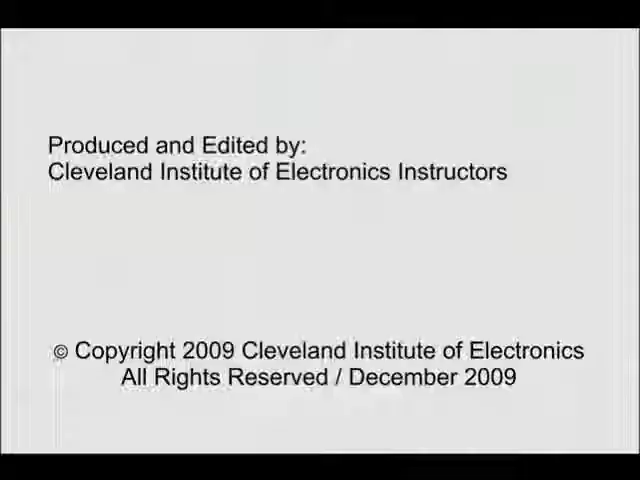 Produced and Edited by:
Cleveland Institute of Electronics Instructors
© Copyright 2009 Cleveland Institute of Electronics
All Rights Reserved / December 2009